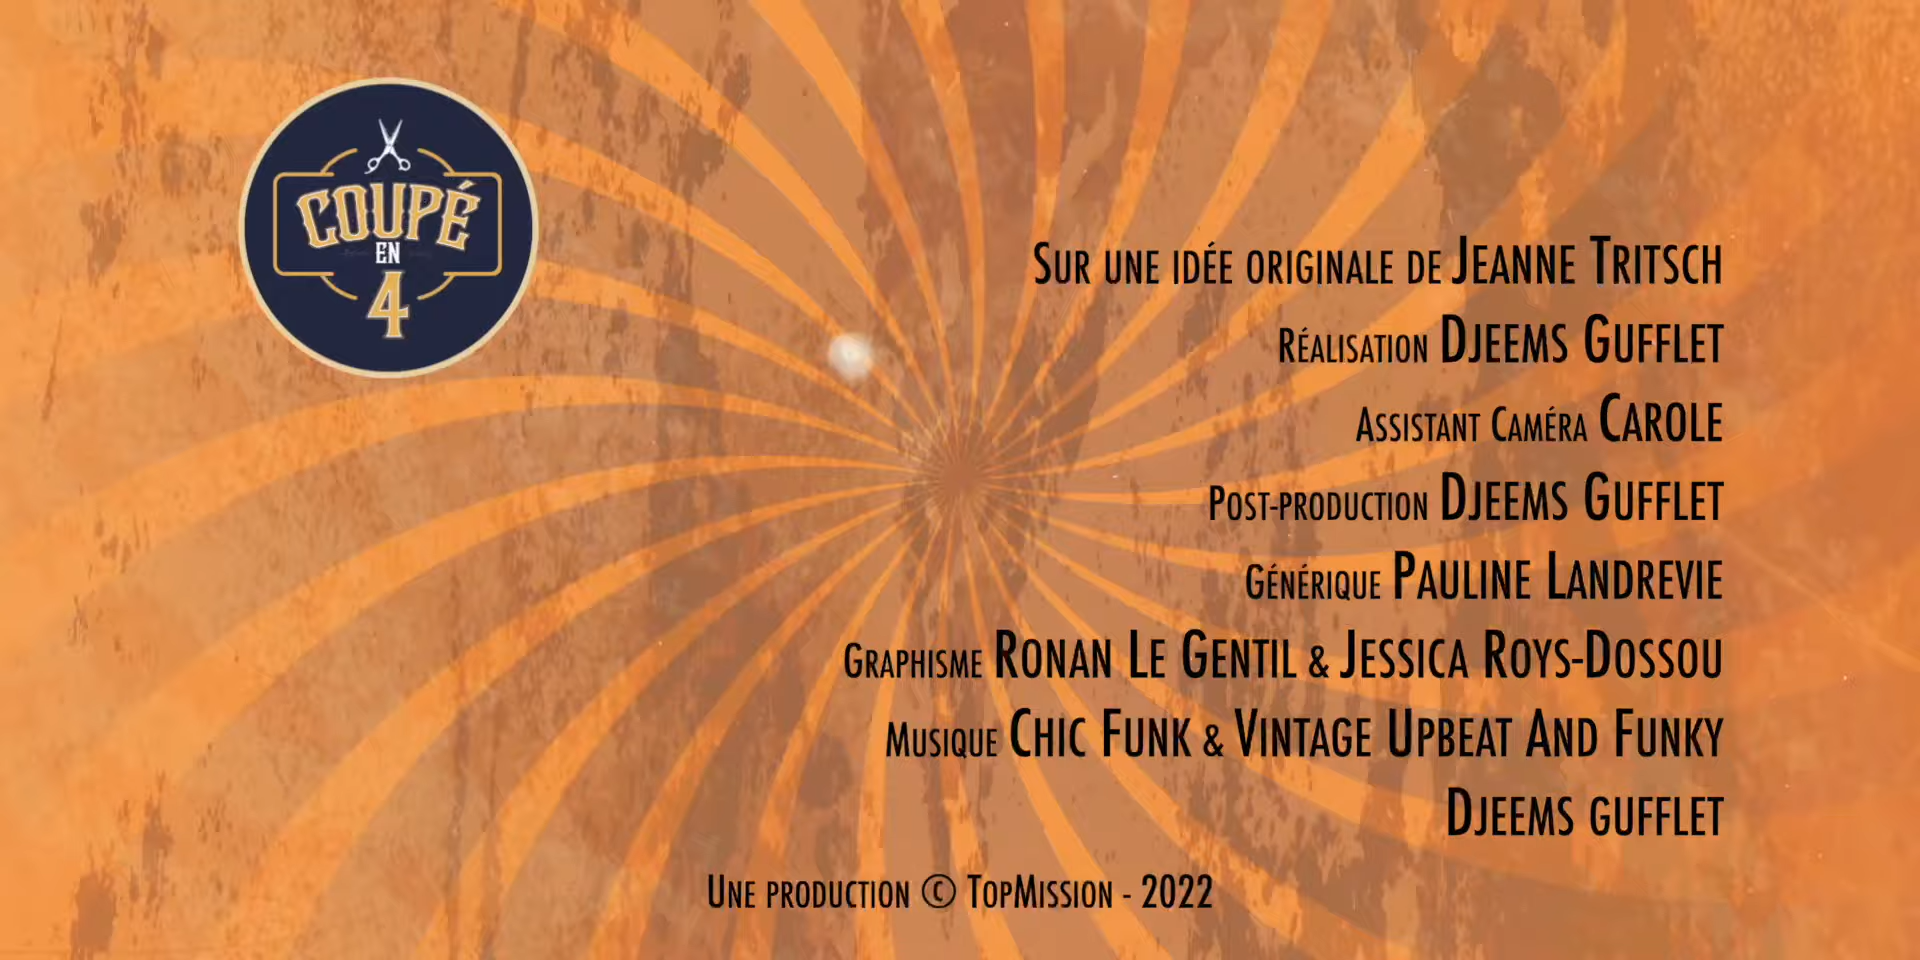 COUPÉ
EN
4
SUR UNE IDÉE ORIGINALE DE JEANNE TRITSCH
RÉALISATION DJEEMS GUFFLET
ASSISTANT CAMÉRA CAROLE
POST-PRODUCTION DJEEMS GUFFLET
GÉNÉRIQUE PAULINE LANDREVIE
GRAPHISME RONAN LE GENTIL & JESSICA ROYS-DOSSOU
MUSIQUE CHIC FUNK & VINTAGE UPBEAT AND FUNKY
DJEEMS GUFFLET
UNE PRODUCTION © TOPMISSION - 2022